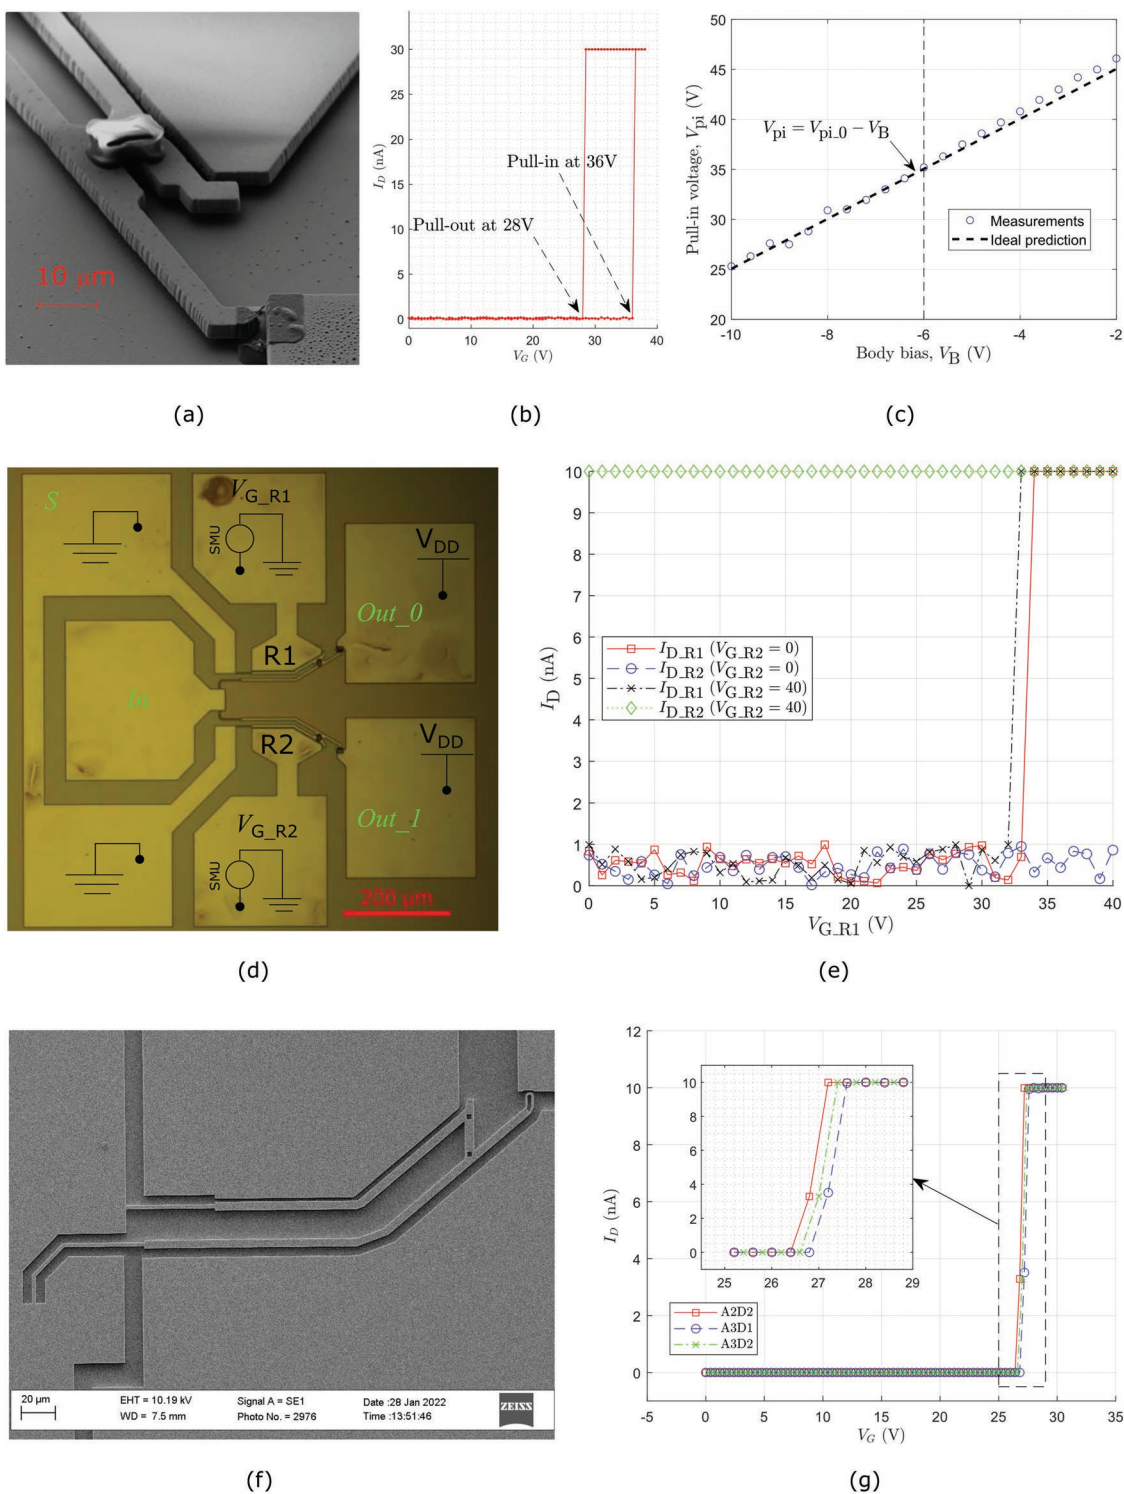 10 μm
30
25
20
15
10
5
0
I_D (nA)
Pull-in at 36V
Pull-out at 28V
0
10
20
30
40
V_G (V)
50
45
40
35
30
25
20
Pull-in voltage, V_pi (V)
V_pi = V_pi_0 − V_B
Measurements
Ideal prediction
-10
-8
-6
-4
-2
Body bias, V_B (V)
(a)
(b)
(c)
S
V_G_R1
SMU
V_DD
Out_0
R1
In
R2
V_DD
Out_1
V_G_R2
SMU
200 μm
10
9
8
7
6
5
4
3
2
1
0
I_D (nA)
I_D_R1 (V_G_R2 = 0)
I_D_R2 (V_G_R2 = 0)
I_D_R1 (V_G_R2 = 40)
I_D_R2 (V_G_R2 = 40)
0
5
10
15
20
25
30
35
40
V_G_R1 (V)
(d)
(e)
20 μm
EHT = 10.19 kV
WD = 7.5 mm
Signal A = SE1
Photo No. = 2976
Date :28 Jan 2022
Time :13:51:46
ZEISS
12
10
8
6
4
2
0
I_D (nA)
10
8
6
4
2
0
25
26
27
28
29
A2D2
A3D1
A3D2
-5
0
5
10
15
20
25
30
35
V_G (V)
(f)
(g)